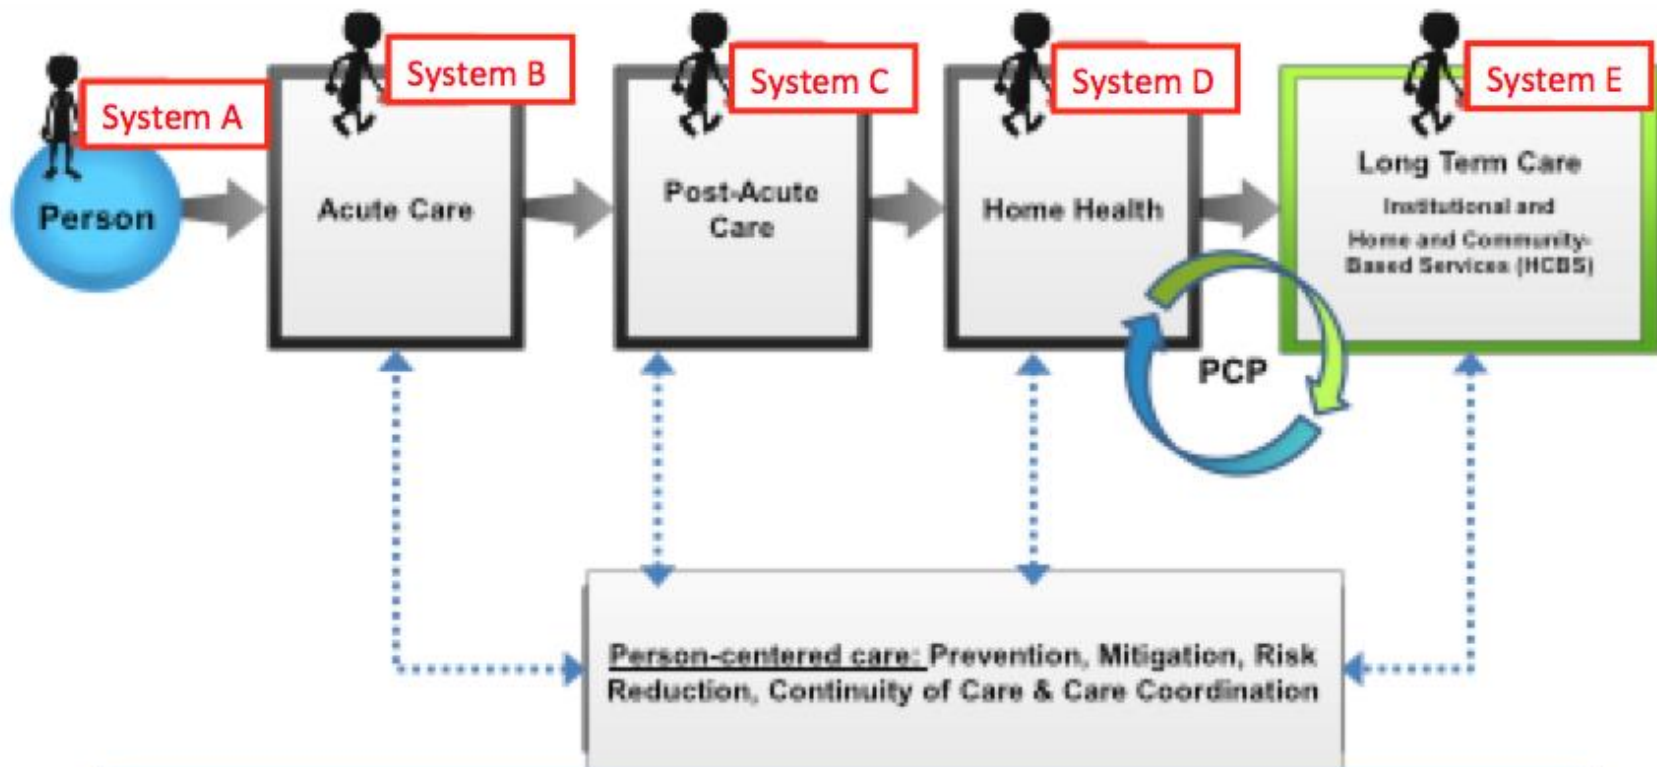 System A
System B
System C
System D
System E
Person
Acute Care
Post-Acute
Care
Home Health
Long Term Care
Institutional and
Home and Community-
Based Services (HCBS)
PCP
Person-centered care: Prevention, Mitigation, Risk
Reduction, Continuity of Care & Care Coordination